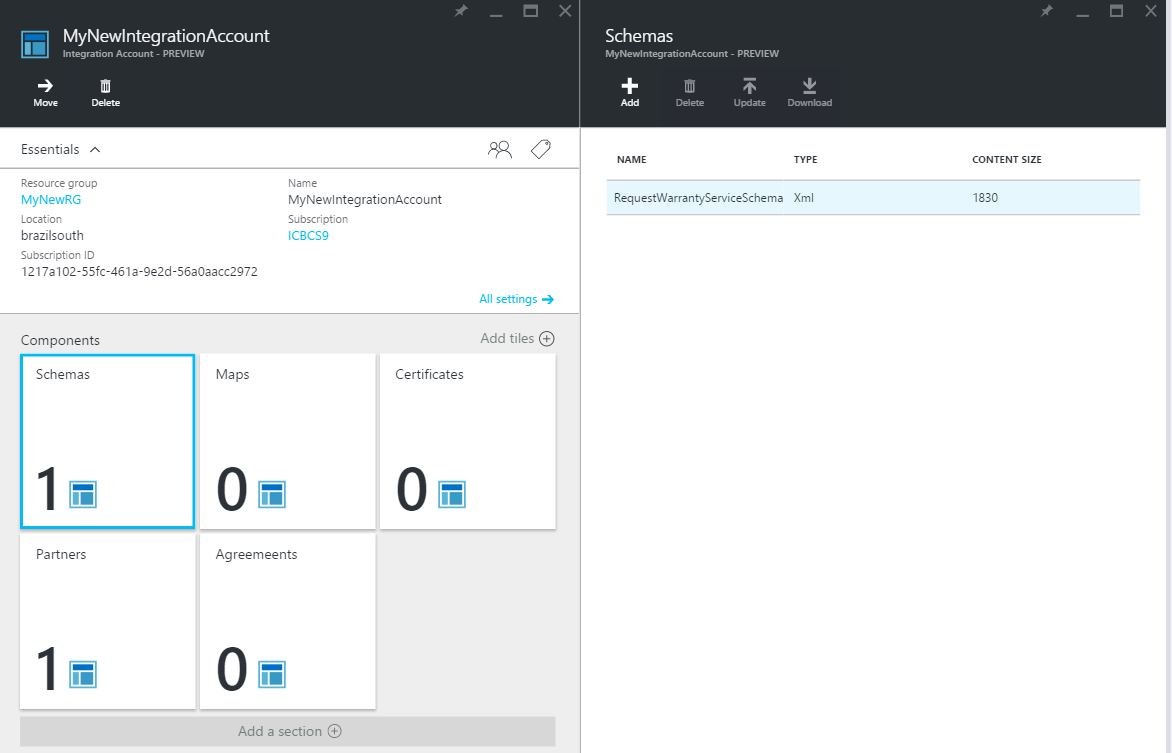 MyNewIntegrationAccount
Integration Account - PREVIEW
Move
Delete
Essentials
Resource group
MyNewRG
Location
brazilsouth
Subscription ID
1217a102-55fc-461a-9e2d-56a0aacc2972
Name
MyNewIntegrationAccount
Subscription
ICBCS9
All settings
Components
Add tiles
Schemas
1
Maps
0
Certificates
0
Partners
1
Agreemeents
0
Add a section
Schemas
MyNewIntegrationAccount - PREVIEW
Add
Delete
Update
Download
NAME TYPE CONTENT SIZE
RequestWarrantyServiceSchema Xml 1830